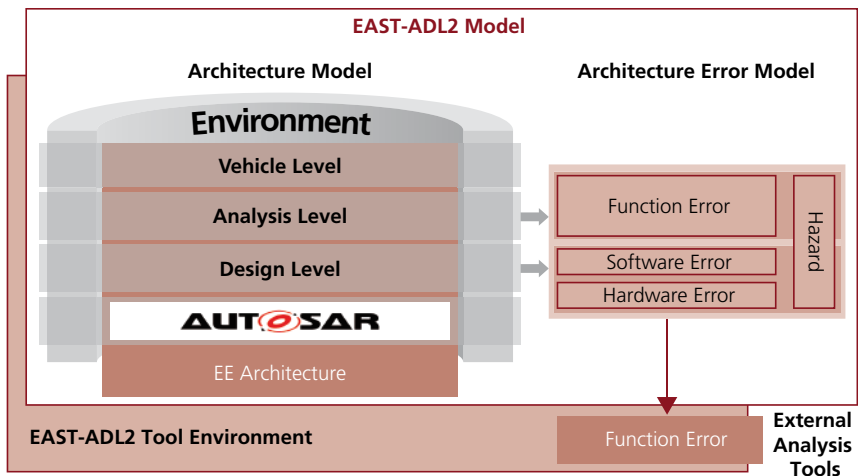 EAST-ADL2 Model
Architecture Model
Architecture Error Model
Environment
Vehicle Level
Analysis Level
Design Level
AUTOSAR
EE Architecture
Function Error
Software Error
Hardware Error
Hazard
EAST-ADL2 Tool Environment
Function Error
External
Analysis
Tools